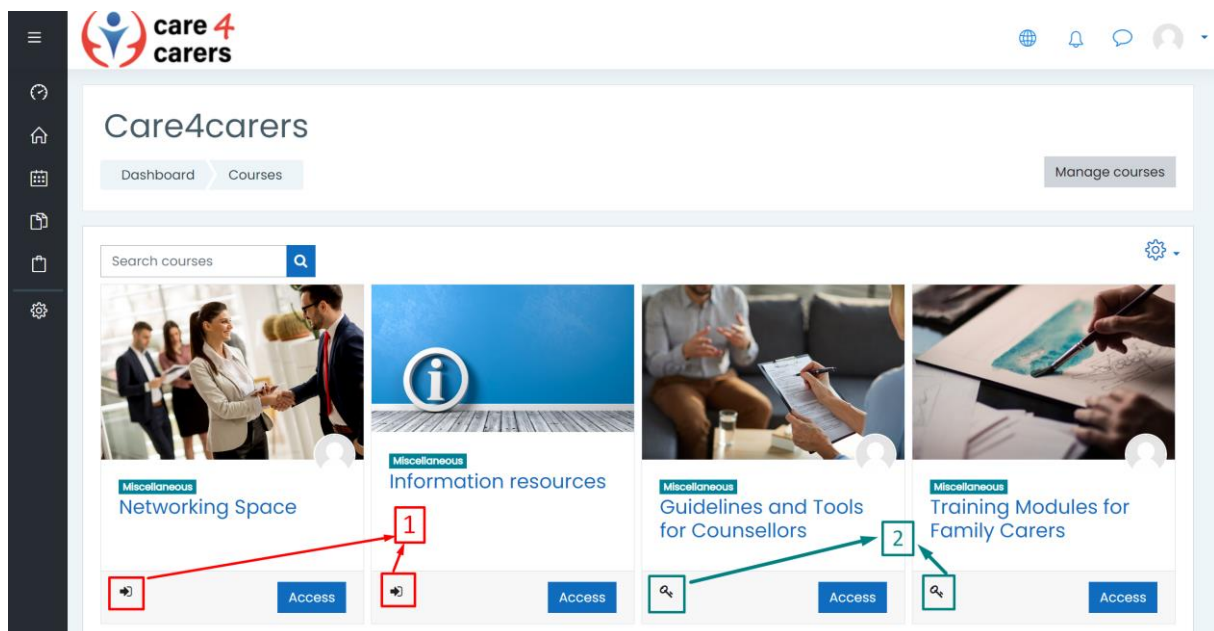 care 4
carers
Care4carers
Dashboard
Courses
Manage courses
Search courses
Miscellaneous
Networking Space
Access
Miscellaneous
Information resources
Access
Miscellaneous
Guidelines and Tools
for Counsellors
Access
Miscellaneous
Training Modules for
Family Carers
Access
1
2